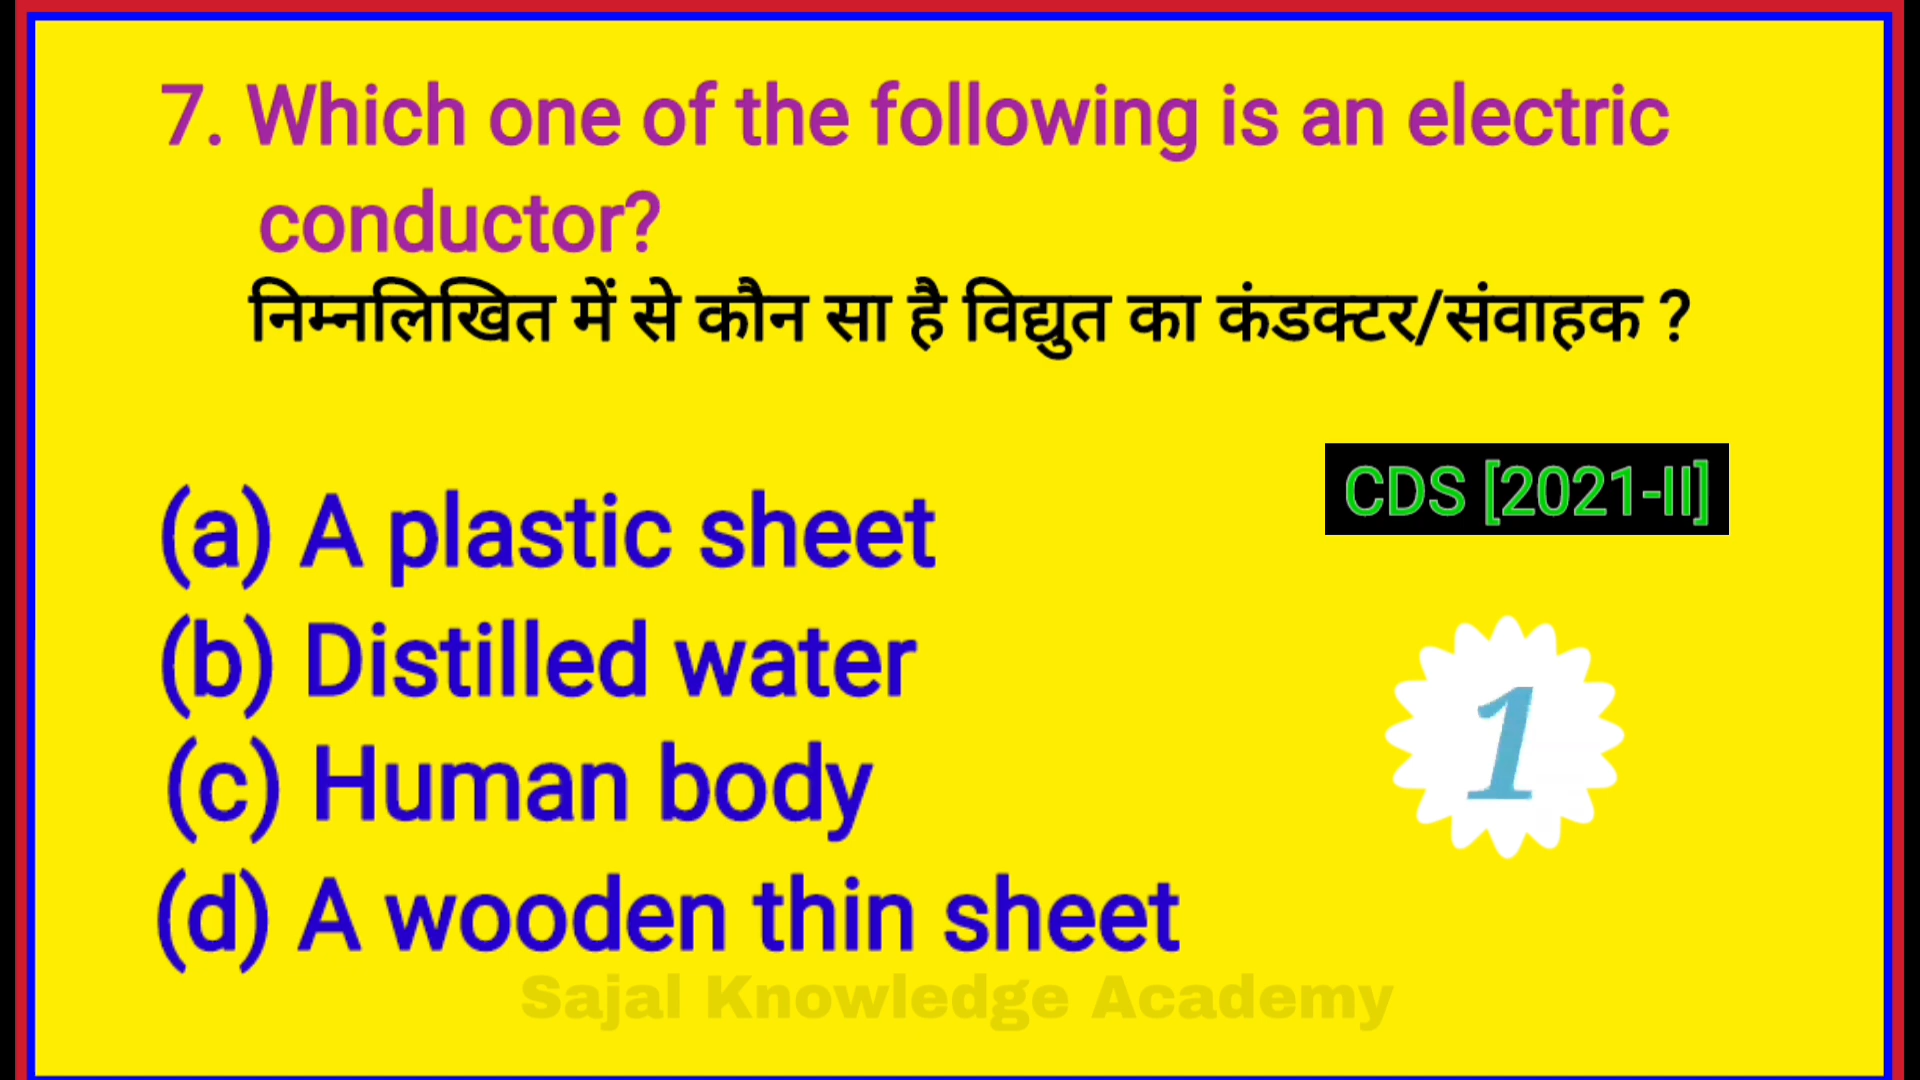 7. Which one of the following is an electric
conductor?
निम्नलिखित में से कौन सा है विद्युत का कंडक्टर/संवाहक ?
CDS [2021-II]
(a) A plastic sheet
(b) Distilled water
(c) Human body
(d) A wooden thin sheet
1
Sajal Knowledge Academy